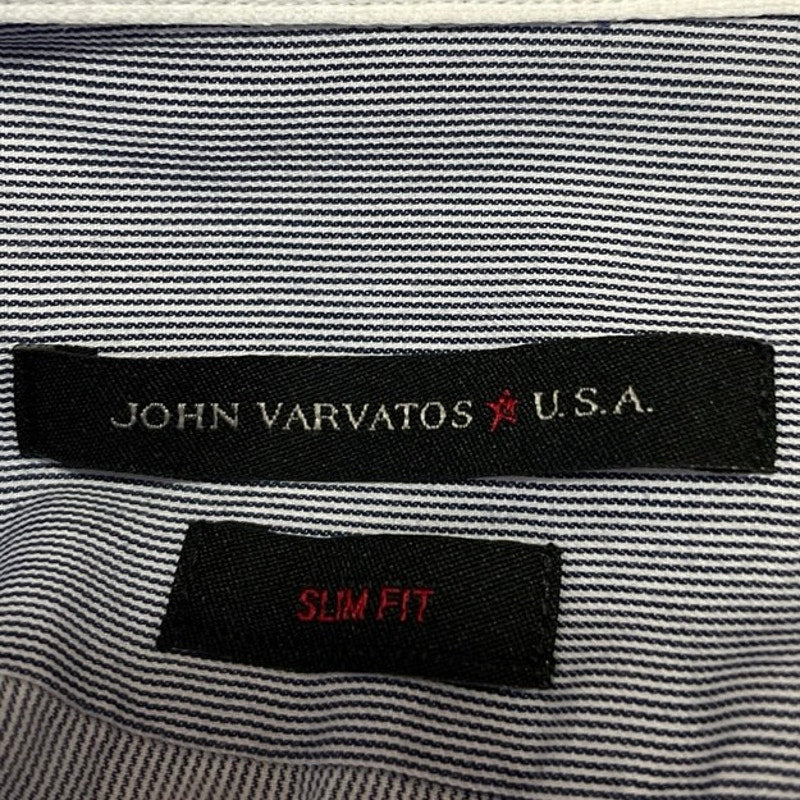 JOHN VARVATOS ★ U.S.A.
SLIM FIT